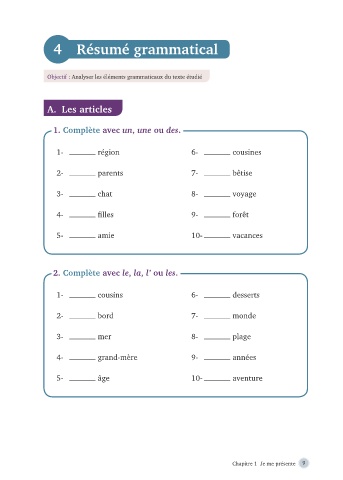 4 Résumé grammatical
Objectif : Analyser les éléments grammaticaux du texte étudié
A. Les articles
1. Complète avec un, une ou des.
1- ______ région
2- ______ parents
3- ______ chat
4- ______ filles
5- ______ amie
6- ______ cousines
7- ______ bêtise
8- ______ voyage
9- ______ forêt
10- ______ vacances
2. Complète avec le, la, l' ou les.
1- ______ cousins
2- ______ bord
3- ______ mer
4- ______ grand-mère
5- ______ âge
6- ______ desserts
7- ______ monde
8- ______ plage
9- ______ années
10- ______ aventure
Chapitre 1 Je me présente 9